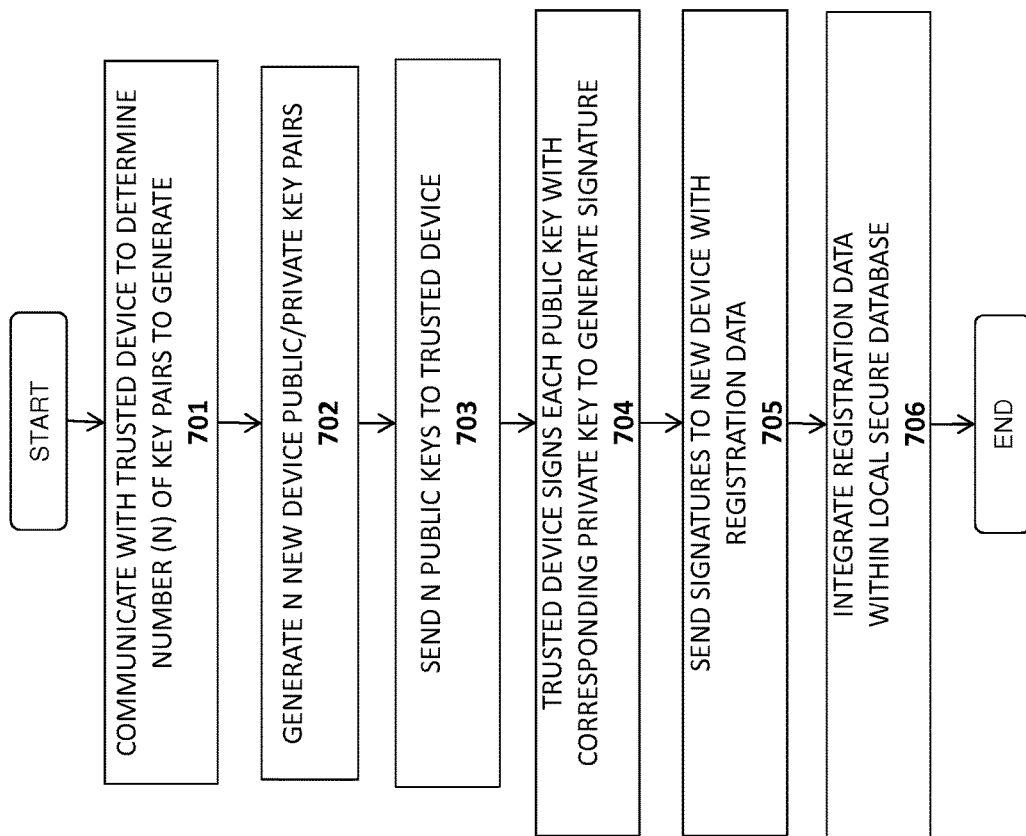 START
COMMUNICATE WITH TRUSTED DEVICE TO DETERMINE
NUMBER (N) OF KEY PAIRS TO GENERATE
701
GENERATE N NEW DEVICE PUBLIC/PRIVATE KEY PAIRS
702
SEND N PUBLIC KEYS TO TRUSTED DEVICE
703
TRUSTED DEVICE SIGNS EACH PUBLIC KEY WITH
CORRESPONDING PRIVATE KEY TO GENERATE SIGNATURE
704
SEND SIGNATURES TO NEW DEVICE WITH
REGISTRATION DATA
705
INTEGRATE REGISTRATION DATA
WITHIN LOCAL SECURE DATABASE
706
END